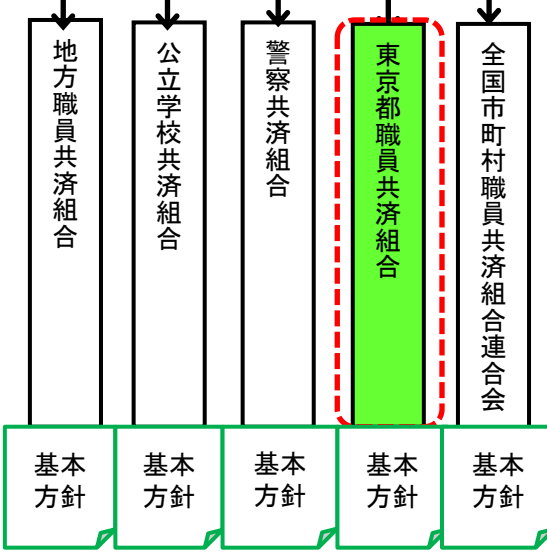 地方職員共済組合
公立学校共済組合
警察共済組合
東京都職員共済組合
全国市町村職員共済組合連合会
基本
方針
基本
方針
基本
方針
基本
方針
基本
方針